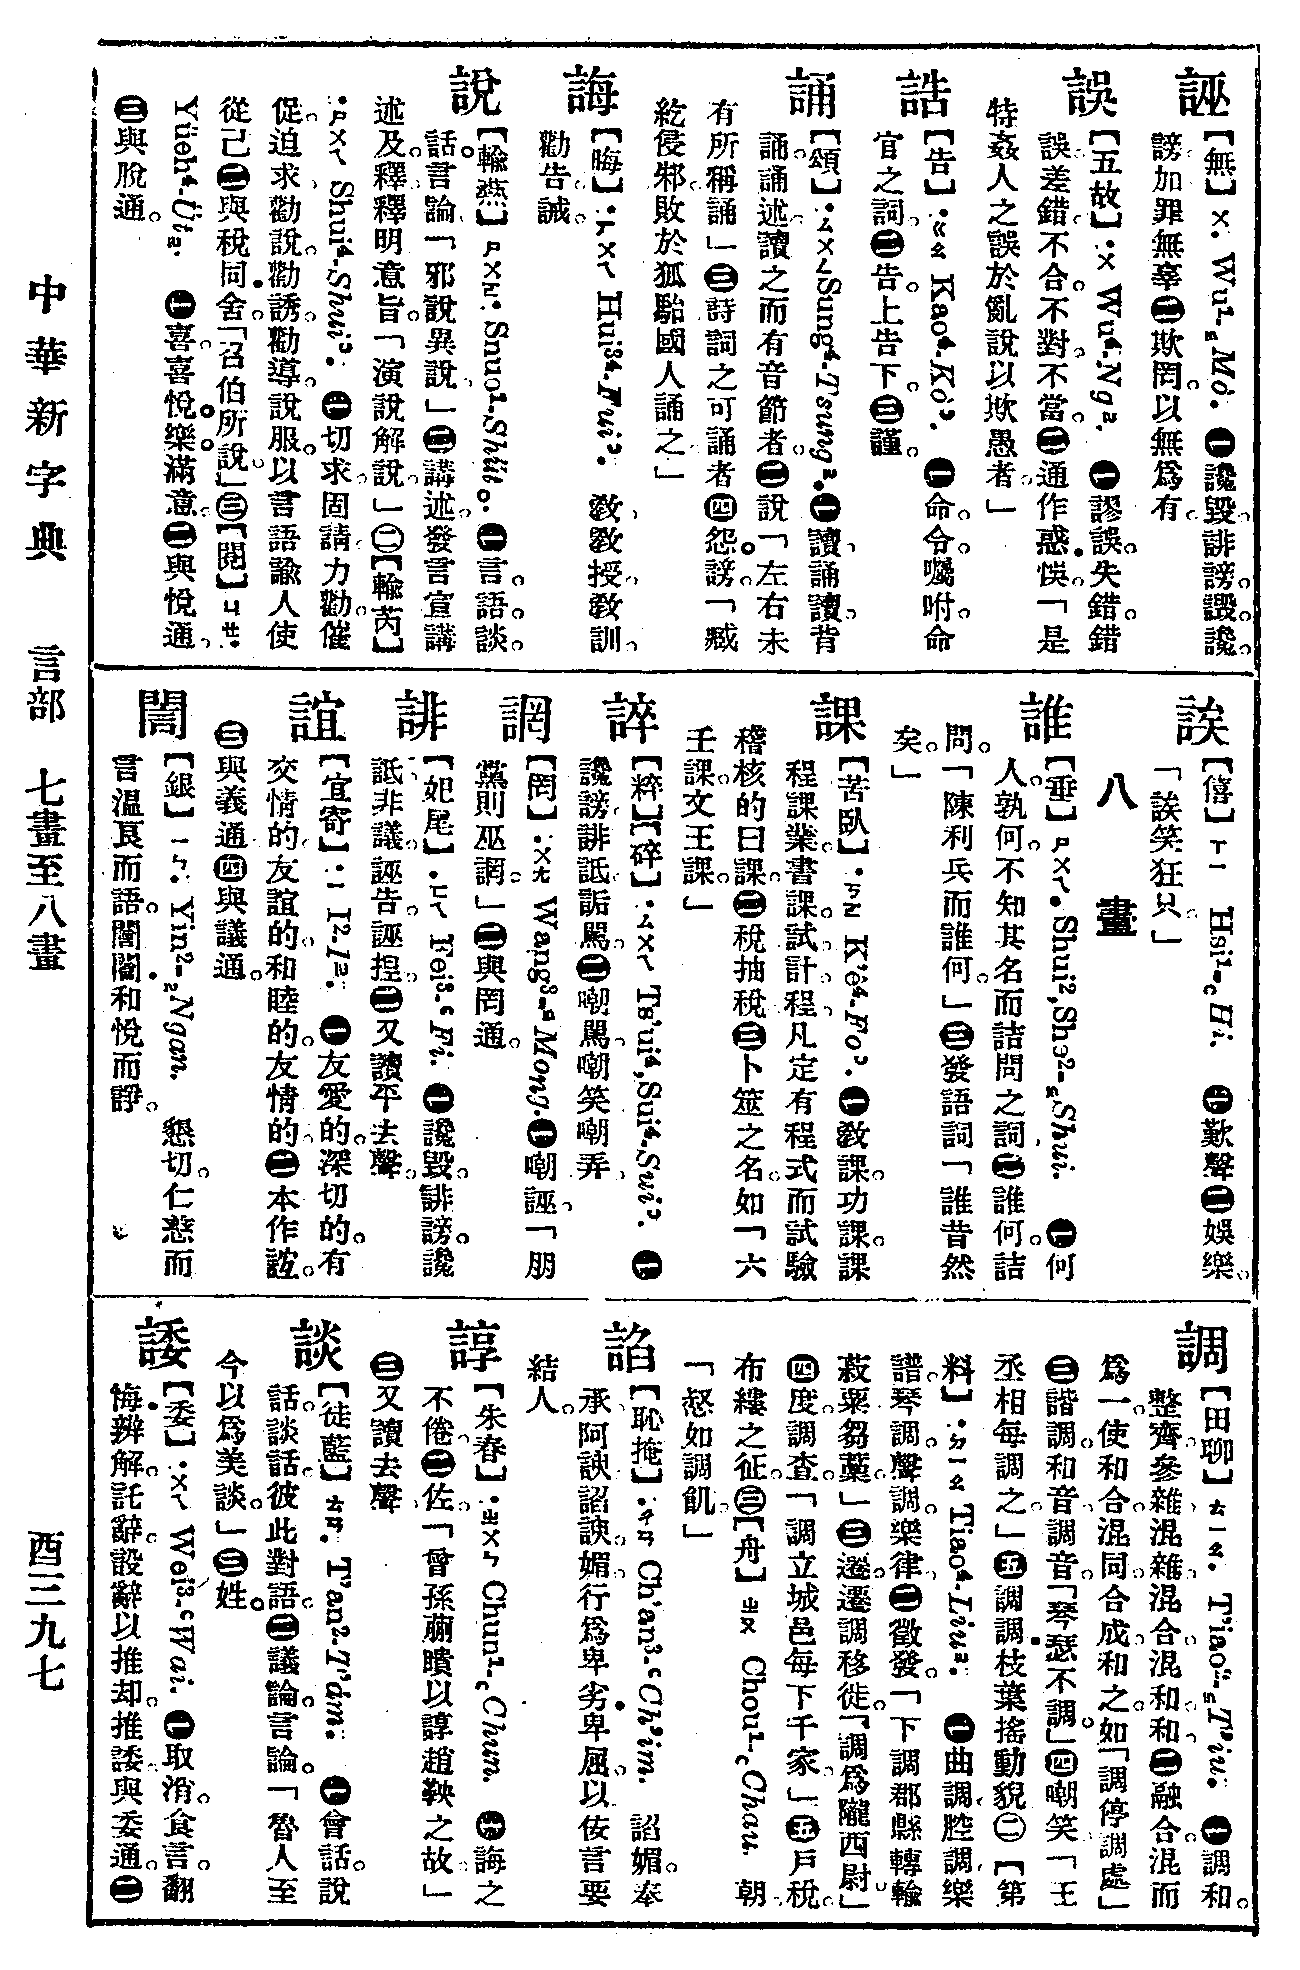 誣
【無】ㄨ. Wu¹-₌Mò. ㊀讒毀誹謗。譭讒。
謗加罪無辜㊁欺罔。以無爲有。
誤
【五故】·ㄨ Wu⁴-Ng². ㊀謬誤。失錯。錯
誤差錯。不合。不對。不當。㊁通作惑悞「是
特姦人之誤於亂說以欺愚者。」
誥
【告】·ㄍㄠ Kao⁴-Kò³. ㊀命。令。囑咐。命
官之詞㊁告。上告下。㊂謹。
誦
【頌】·ㄙㄨㄥ Sung⁴-Tsung². ㊀讀。誦讀。背
誦。誦述。讀之而有音節者。㊁說「左右未
有所稱誦」㊂詩詞之可誦者㊃怨。謗。「臧
紇侵邾。敗於狐駘國人誦之」
誨
【晦】·ㄏㄨㄟ Hui³⁴-Fui³. 教。教授。教訓。
勸告。誡。
說
【輸爇】ㄕㄨㄛ· Shuo¹-Shüt。. ㊀言。語。談。
話。言論。「邪說異說」㊁講述。發言宣講
述及。釋。釋明意旨。「演說解說」㈡【輸芮】
·ㄕㄨㄟ Shui⁴-Shui³. ㊀切求。固請。力勸。催
促。迫求。勸說。勸誘。勸導。說服。以言語諭人使
從己㊁與稅同舍。「召伯所說」㈢【閱】ㄩㄝ·
Yüeh⁴-Üt₌. ㊀喜。喜悅。樂。滿意。㊁與悅通。
㊂與脫通。
誒
【僖】ㄒㄧ Hsi¹-꜀Hi. ㊀歎聲㊁娛樂。
「誒笑狂只。」
八畫
誰
【垂】ㄕㄨㄟ. Shui², Shə²-₌Shui. ㊀何
人。孰何。不知其名而詰問之詞㊁誰何。詰
問。「陳利兵而誰何。」㊂發語詞「誰昔然
矣。」
課
【苦臥】·ㄎㄜ K'ê⁴-Fo³. ㊀教課。功課。課
程課業。書課。試。計。程。凡定有程式而試驗
稽核的曰課。㊁稅。抽稅㊂卜筮之名。如「六
壬課。文王課。」
誶
【粹】【碎】·ㄙㄨㄟ Ts'ui⁴, Sui⁴-Sui³. ㊀
讒謗。誹詆。詬罵。㊁嘲罵。嘲笑。嘲弄。
誷
【罔】:ㄨㄤ Wang³-₌Mong. ㊀嘲。誣。「朋
黨則巫誷。」㊁與罔通。
誹
【妃尾】·ㄈㄟ Fei³-꜂Fi. ㊀讒毀。誹謗。讒
詆。非議。誣告。誣捏。㊁又讀平去聲。
誼
【宜寄】:ㄧ I²-I². ㊀友愛的。深切的。有
交情的。友誼的。和睦的。友情的。㊁本作詑。
㊂與義通㊃與議通。
誾
【銀】ㄧㄣ. Yin²-₌Ngan. 懇切。仁慈而
言溫良而語。誾誾和悅而諍。
調
【田聊】ㄊㄧㄠ. T'iao²-₌T'iu. ㊀調和。
整齊。參雜。混雜。混合。混和。和㊁融合。混而
爲一。使和合。混同。合成。和之。如「調停調處」
㊂諧調。和音。調音。「琴瑟不調。」㊃嘲笑「王
丞相每調之。」㊄調調枝葉搖動貌㈡【第
料】·ㄉㄧㄠ Tiao⁴-Liu². ㊀曲調。腔調。樂
譜。琴調。聲調。樂律。㊁徵發。「下調郡縣轉輸
菽粟芻藁」㊂遷。遷調。移徙。「調爲隴西尉」
㊃度。調查。「調立城邑每下千家。」㊄戶稅。
布縷之征。㈢【舟】ㄓㄡ Chou¹-꜀Chau. 朝
「惄如調飢。」
諂
【恥掩】·ㄔㄢ Ch'an³-꜂Ch'im. 諂媚。奉
承。阿諛。諂諛。媚。行爲卑劣。卑屈。以佞言要
結人。
諄
【朱春】·ㄓㄨㄣ Chun¹-꜀Chun. ㊀誨之
不倦㊁佐。「曾孫蒯聵以諄趙鞅之故」
㊂又讀去聲
談
【徒藍】ㄊㄢ. T'an²-T'ám. ㊀會話。說
話。談話。彼此對語。㊁議論。言論。「魯人至
今以爲美談。」㊂姓。
諉
【委】·ㄨㄟ Wei³-꜂Wai. ㊀取消。食言。翻
悔。辨解。託辭。設辭以推却。推諉。與委通。㊁
中華新字典　言部　七畫至八畫　酉三九七